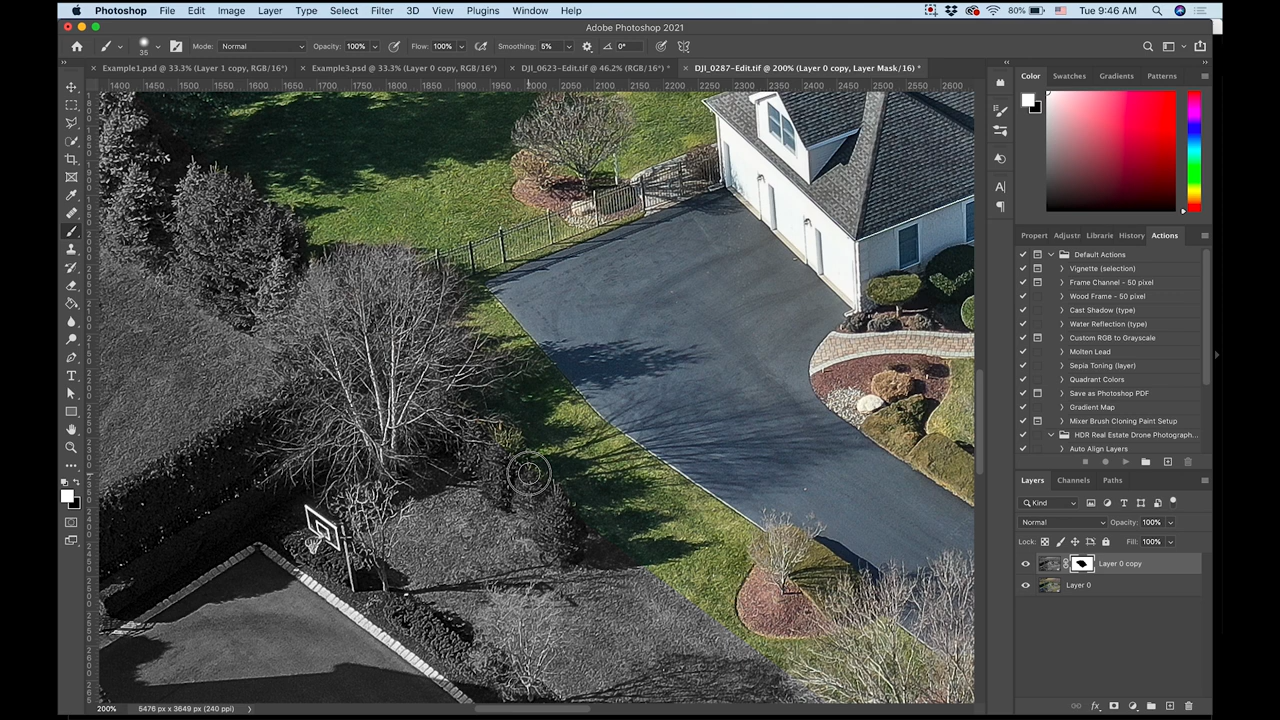 Photoshop File Edit Image Layer Type Select Filter 3D View Plugins Window Help 80% Tue 9:46 AM
Adobe Photoshop 2021
35 Mode: Normal Opacity: 100% Flow: 100% Smoothing: 5% 0°
Example1.psd @ 33.3% (Layer 1 copy, RGB/16*) Example3.psd @ 33.3% (Layer 0 copy, RGB/16*) DJI_0623-Edit.tif @ 46.2% (RGB/16*) * DJI_0287-Edit.tif @ 200% (Layer 0 copy, Layer Mask/16) *
1400 1450 1500 1550 1600 1650 1700 1750 1800 1850 1900 1950 2000 2050 2100 2150 2200 2250 2300 2350 2400 2450 2500 2550 2600
Color Swatches Gradients Patterns
Propert Adjustr Librarie History Actions
Default Actions
Vignette (selection)
Frame Channel - 50 pixel
Wood Frame - 50 pixel
Cast Shadow (type)
Water Reflection (type)
Custom RGB to Grayscale
Molten Lead
Sepia Toning (layer)
Quadrant Colors
Save as Photoshop PDF
Gradient Map
Mixer Brush Cloning Paint Setup
HDR Real Estate Drone Photograph...
Auto Align Layers
Layers Channels Paths
Kind
Normal Opacity: 100%
Lock: Fill: 100%
Layer 0 copy
Layer 0
200% 5476 px x 3649 px (240 ppi)
fx